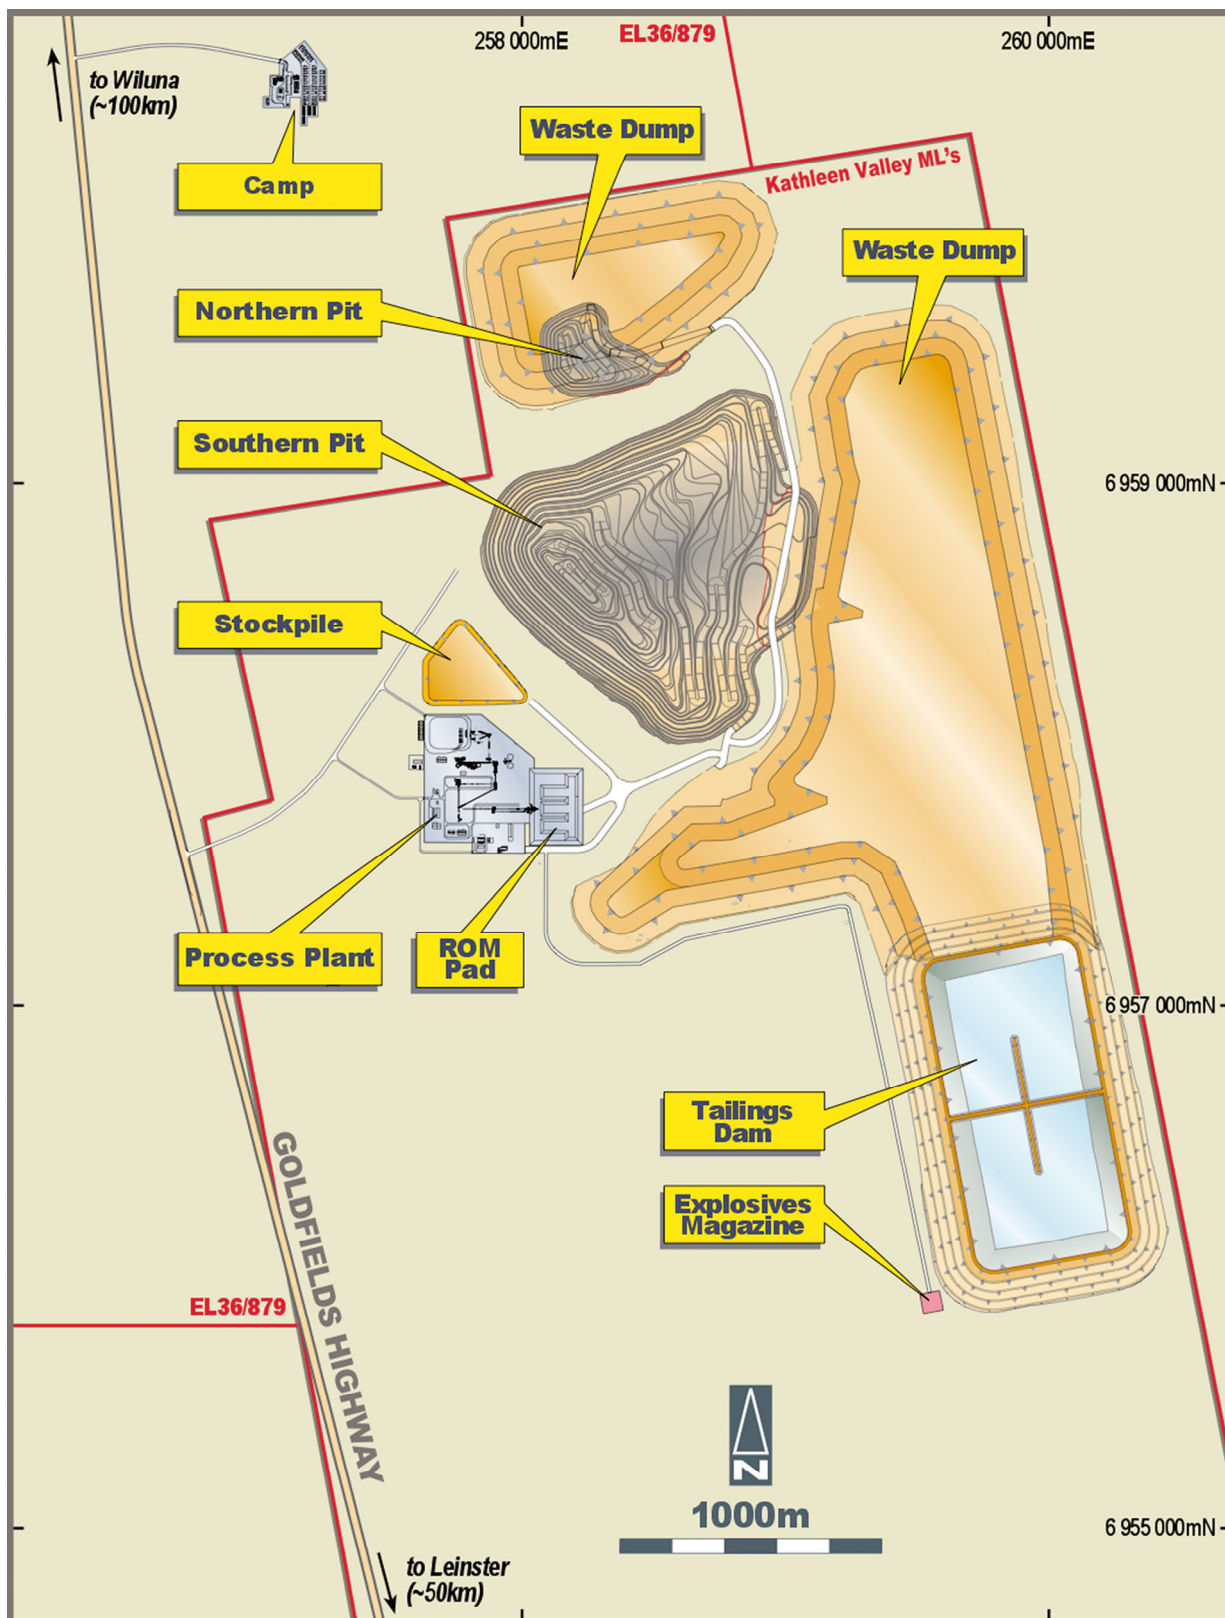 258 000mE
EL36/879
260 000mE
to Wiluna
(~100km)
Waste Dump
Kathleen Valley ML's
Camp
Waste Dump
Northern Pit
Southern Pit
6 959 000mN
Stockpile
Process Plant
ROM
Pad
6 957 000mN
Tailings
Dam
Explosives
Magazine
GOLDFIELDS HIGHWAY
EL36/879
N
1000m
6 955 000mN
to Leinster
(~50km)